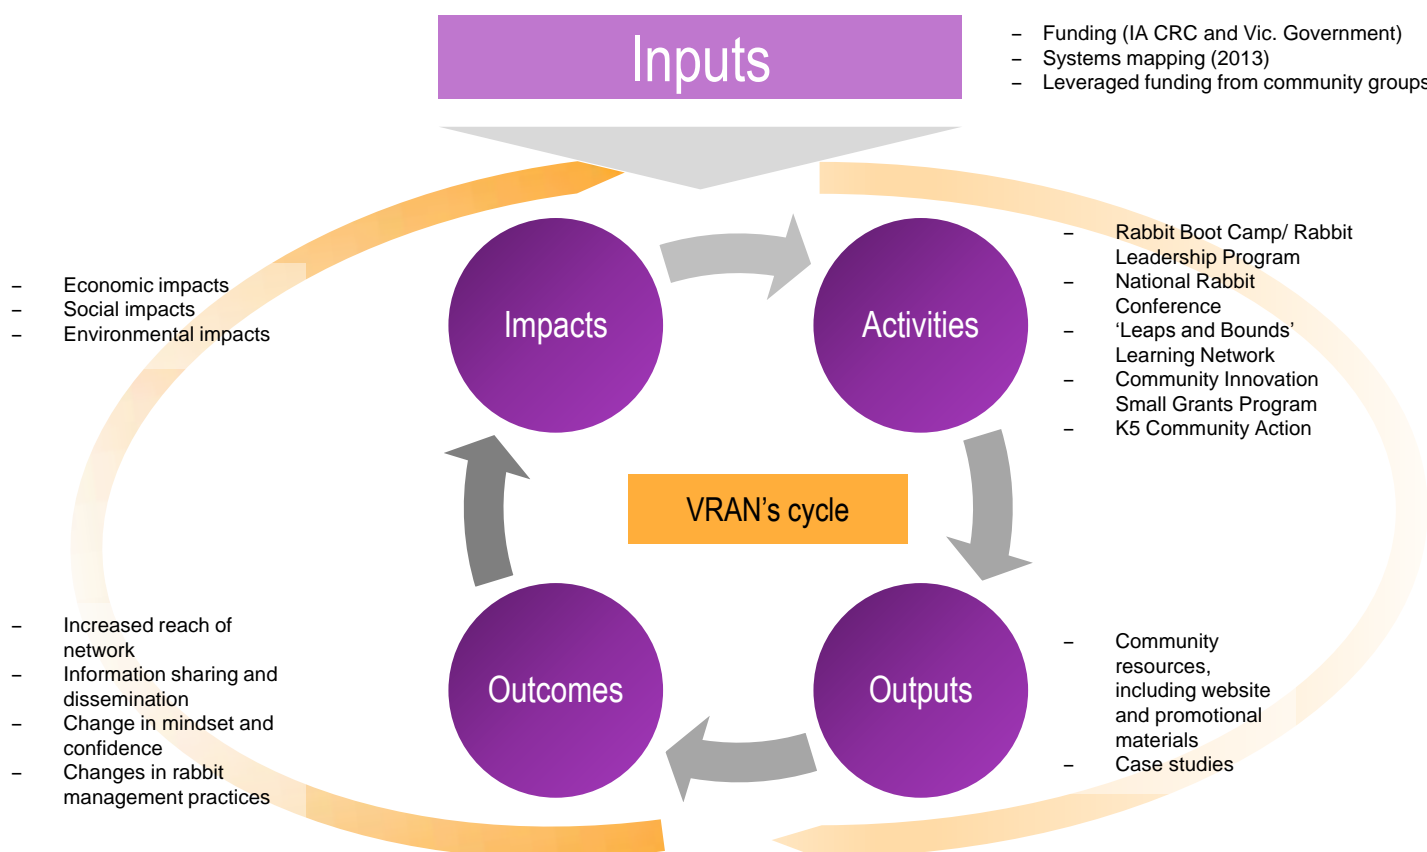 Inputs
– Funding (IA CRC and Vic. Government)
– Systems mapping (2013)
– Leveraged funding from community groups
Impacts
– Economic impacts
– Social impacts
– Environmental impacts
Activities
– Rabbit Boot Camp/ Rabbit
Leadership Program
– National Rabbit
Conference
– ‘Leaps and Bounds’
Learning Network
– Community Innovation
Small Grants Program
– K5 Community Action
VRAN’s cycle
Outcomes
– Increased reach of
network
– Information sharing and
dissemination
– Change in mindset and
confidence
– Changes in rabbit
management practices
Outputs
– Community
resources,
including website
and promotional
materials
– Case studies